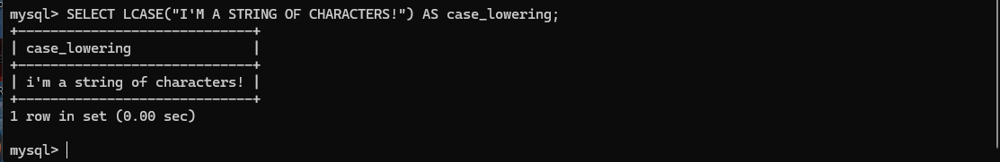 mysql> SELECT LCASE("I'M A STRING OF CHARACTERS!") AS case_lowering;
+----------------------------+
| case_lowering              |
+----------------------------+
| i'm a string of characters! |
+----------------------------+
1 row in set (0.00 sec)
mysql>